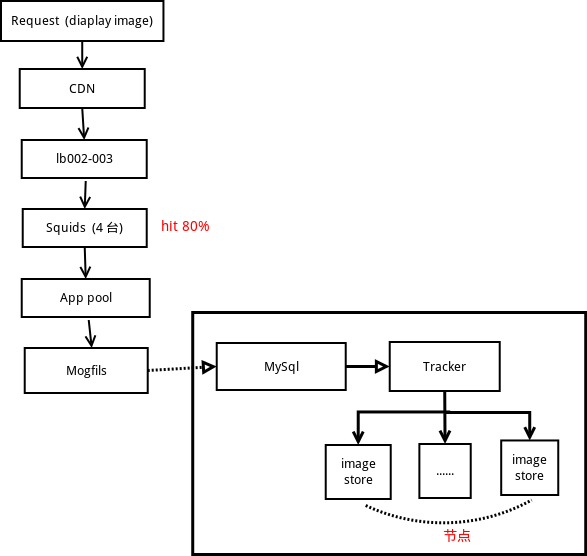 Request (diaplay image)
CDN
lb002-003
Squids (4 台)
hit 80%
App pool
Mogfils
MySql
Tracker
image
store
......
image
store
节点